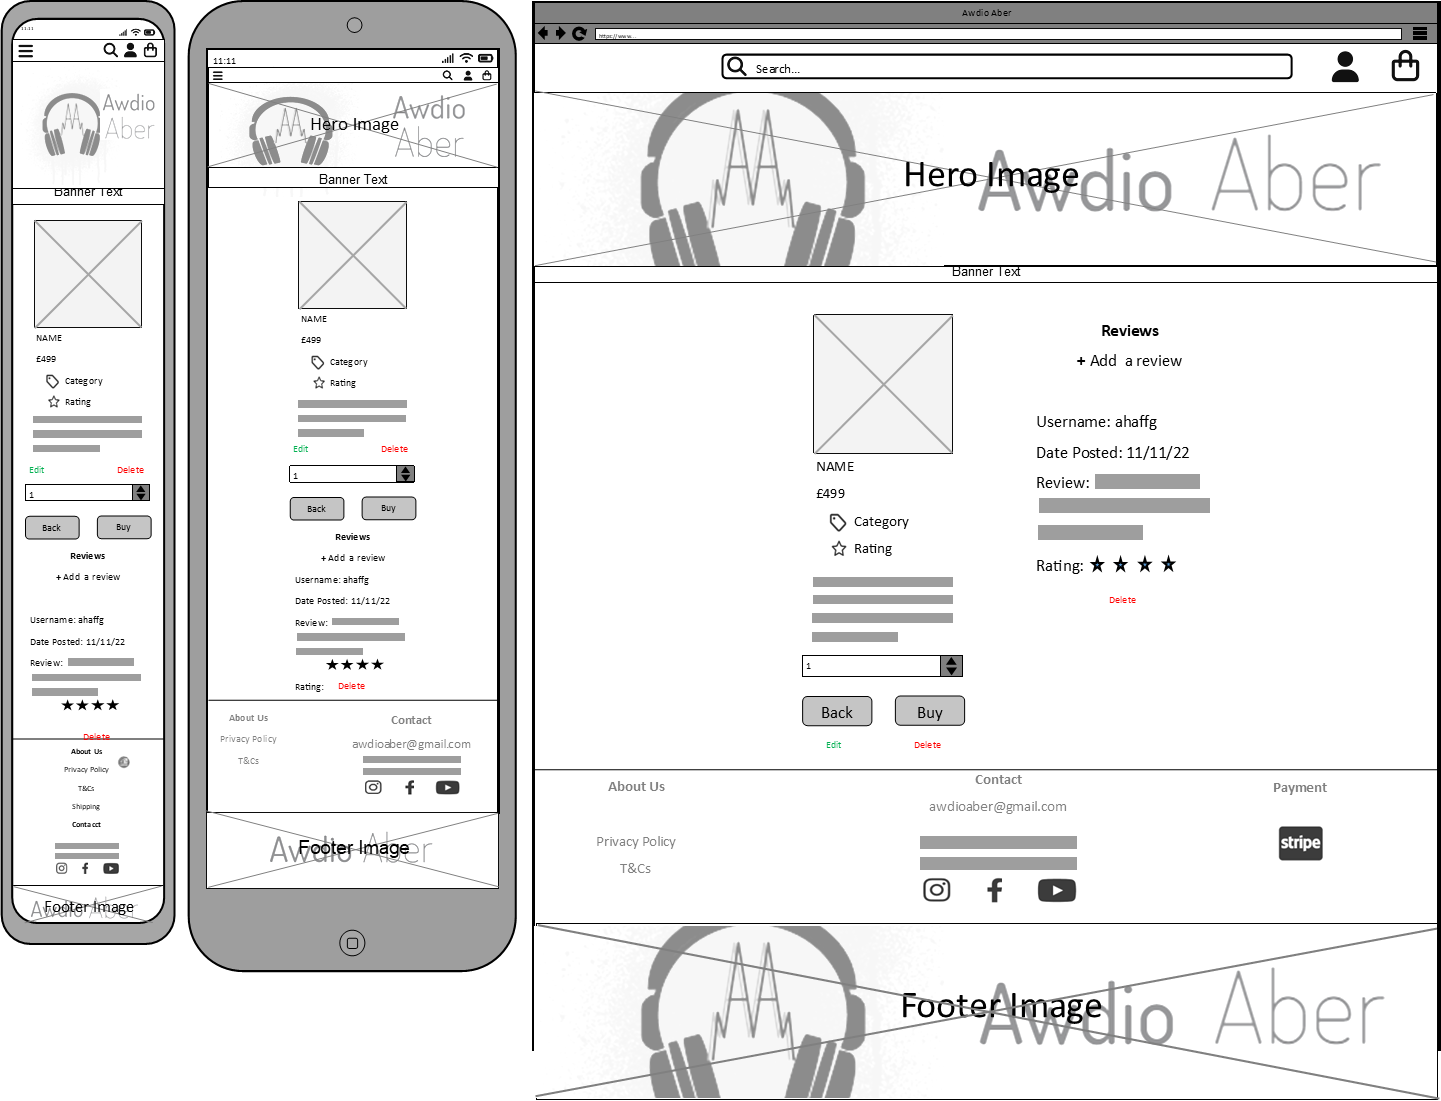 11:11
Awdio
Aber
Banner Text
NAME
£499
Category
Rating
Edit
Delete
1
Back
Buy
Reviews
+ Add a review
Username: ahaffg
Date Posted: 11/11/22
Review:
Delete
About Us
Privacy Policy
T&Cs
Shipping
Contacct
Awdio Aber
Footer Image
11:11
Awdio
Aber
Hero Image
Banner Text
NAME
£499
Category
Rating
Edit
Delete
1
Back
Buy
Reviews
+ Add a review
Username: ahaffg
Date Posted: 11/11/22
Review:
Rating:
Delete
About Us
Privacy Policy
T&Cs
Contact
awdioaber@gmail.com
Awdio Aber
Footer Image
Awdio Aber
https://www...
Search...
Hero Image
Awdio Aber
Banner Text
NAME
£499
Category
Rating
1
Back
Buy
Edit
Delete
Reviews
+ Add a review
Username: ahaffg
Date Posted: 11/11/22
Review:
Rating:
Delete
About Us
Privacy Policy
T&Cs
Contact
awdioaber@gmail.com
Payment
stripe
Footer Image
Awdio Aber